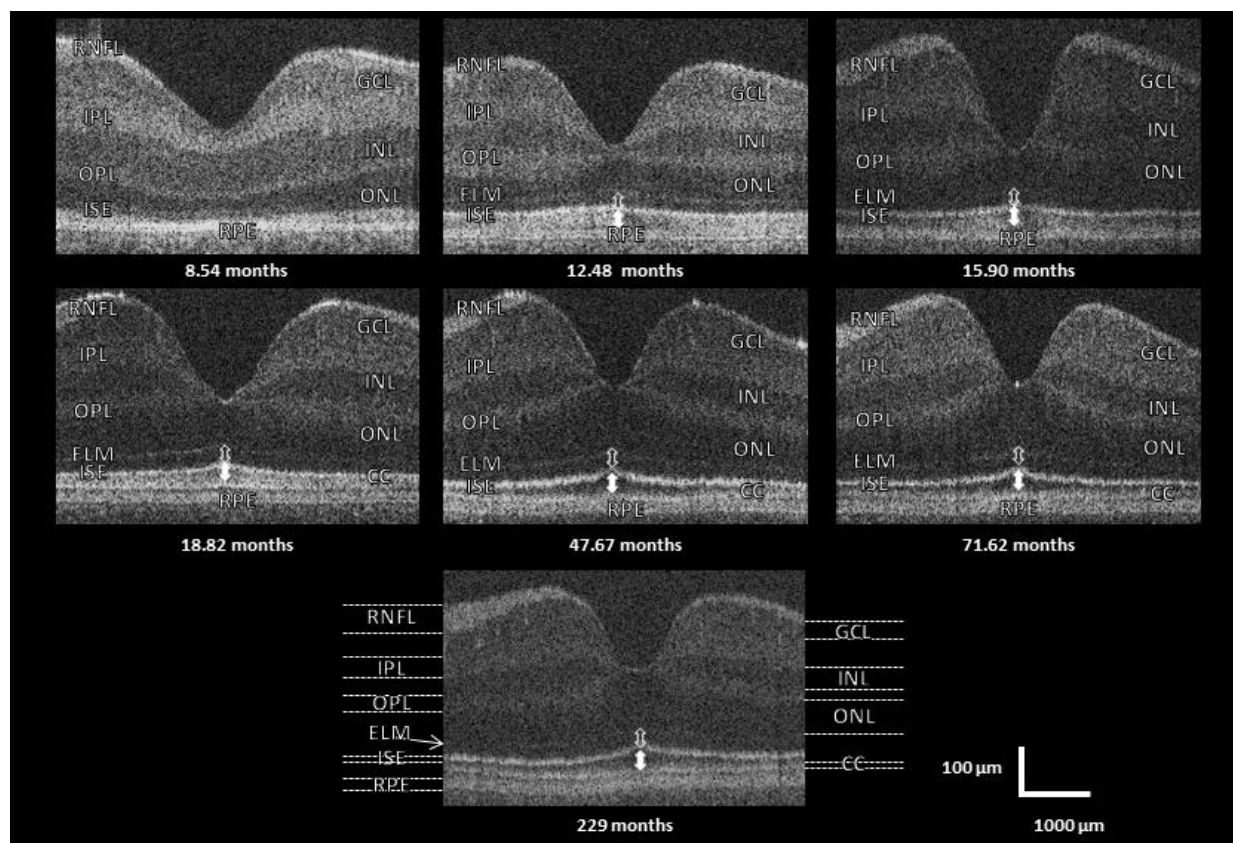 RNFL
GCL
IPL
INL
OPL
ONL
ISE
RPE
8.54 months
RNFL
GCL
IPL
INL
OPL
ONL
ELM
ISE
RPE
12.48 months
RNFL
GCL
IPL
INL
OPL
ONL
ELM
ISE
RPE
15.90 months
RNFL
GCL
IPL
INL
OPL
ONL
ELM
ISE
CC
RPE
18.82 months
RNFL
GCL
IPL
INL
OPL
ONL
ELM
ISE
CC
RPE
47.67 months
RNFL
GCL
IPL
INL
OPL
ONL
ELM
ISE
CC
RPE
71.62 months
RNFL
GCL
IPL
INL
OPL
ONL
ELM
ISE
CC
RPE
229 months
100 µm
1000 µm